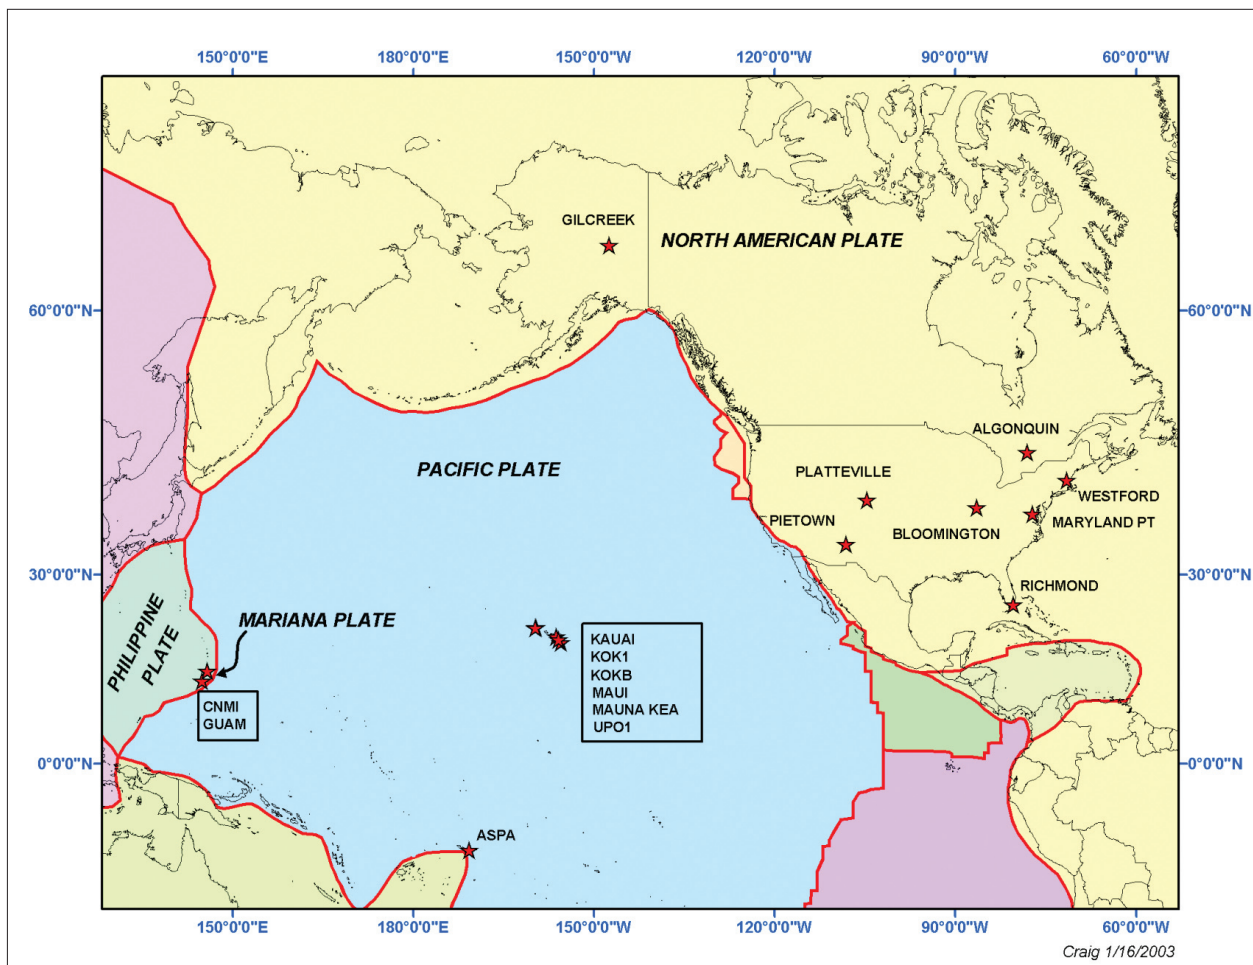 150°0'0"E 180°0'0"E 150°0'0"W 120°0'0"W 90°0'0"W 60°0'0"W
GILCREEK
NORTH AMERICAN PLATE
60°0'0"N 60°0'0"N
ALGONQUIN
PACIFIC PLATE
PLATTEVILLE
WESTFORD
PIETOWN
BLOOMINGTON
MARYLAND PT
30°0'0"N 30°0'0"N
RICHMOND
PHILIPPINE
PLATE
MARIANA PLATE
KAUAI
KOK1
KOKB
MAUI
MAUNA KEA
UPO1
CNMI
GUAM
0°0'0"N 0°0'0"N
ASPA
150°0'0"E 180°0'0"E 150°0'0"W 120°0'0"W 90°0'0"W 60°0'0"W
Craig 1/16/2003